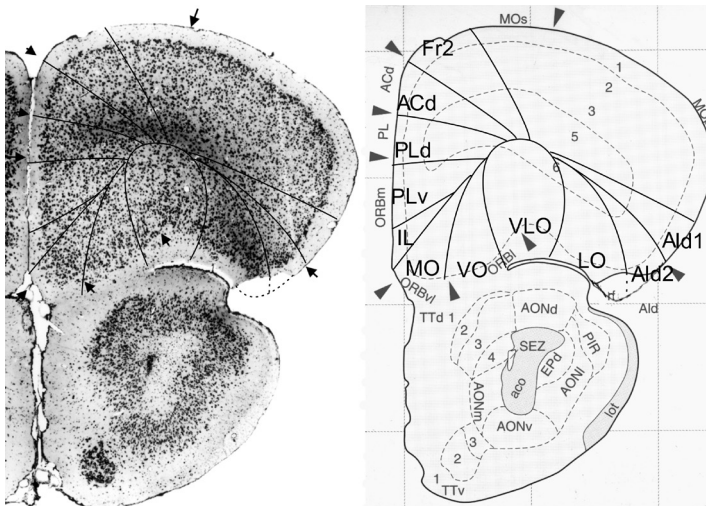 MOs
Fr2
ACd
ACd
PL
PLd
PLv
ORBm
IL
MO
VO
VLO
ORBl
ORBvl
LO
AId1
AId2
AId
1
2
3
5
6
TTd 1
2
3
4
AONd
SEZ
PIR
EPd
AONl
aco
AONm
AONv
lot
3
2
1
TTv